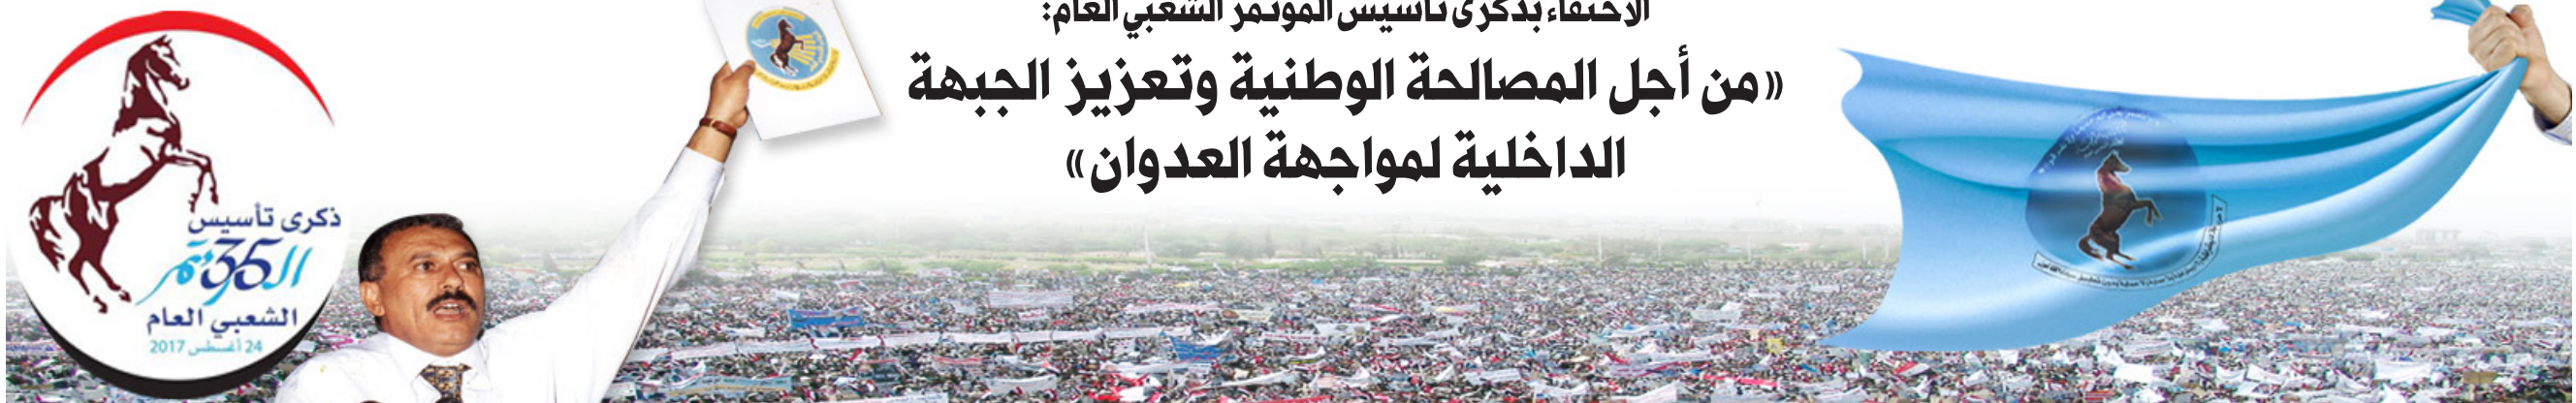 الاحتفاء بذكرى تأسيس المؤتمر الشعبي العام:
«من أجل المصالحة الوطنية وتعزيز الجبهة
الداخلية لمواجهة العدوان»
ذكرى تأسيس
الـ35
الشعبي العام
24 أغسطس 2017